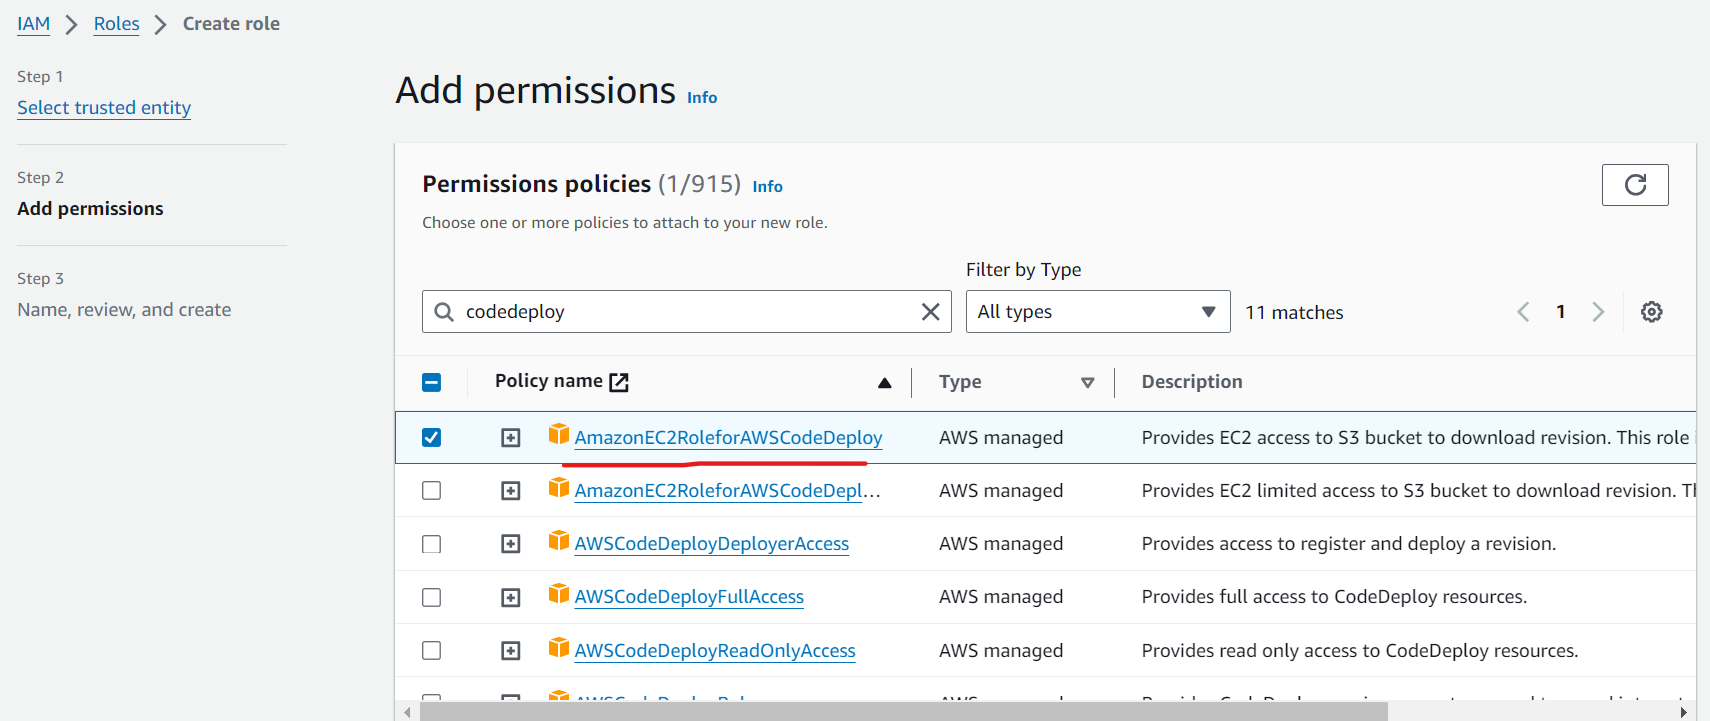 IAM > Roles > Create role
Step 1
Select trusted entity
Step 2
Add permissions
Step 3
Name, review, and create
Add permissions Info
Permissions policies (1/915) Info
Choose one or more policies to attach to your new role.
Filter by Type
codedeploy All types 11 matches 1
Policy name Type Description
AmazonEC2RoleforAWSCodeDeploy AWS managed Provides EC2 access to S3 bucket to download revision. This role
AmazonEC2RoleforAWSCodeDepl... AWS managed Provides EC2 limited access to S3 bucket to download revision.
AWSCodeDeployDeployerAccess AWS managed Provides access to register and deploy a revision.
AWSCodeDeployFullAccess AWS managed Provides full access to CodeDeploy resources.
AWSCodeDeployReadOnlyAccess AWS managed Provides read only access to CodeDeploy resources.